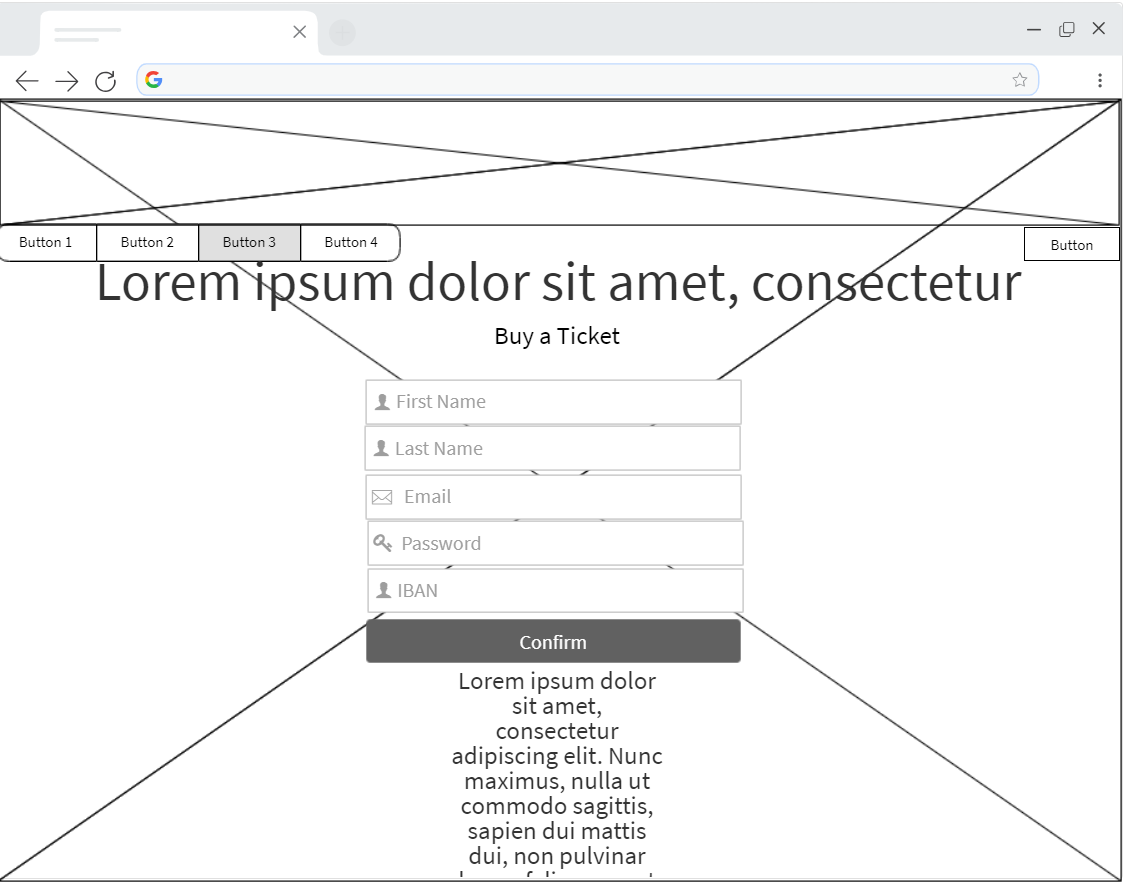 Button 1 Button 2 Button 3 Button 4 Button
Lorem ipsum dolor sit amet, consectetur
Buy a Ticket
First Name
Last Name
Email
Password
IBAN
Confirm
Lorem ipsum dolor
sit amet,
consectetur
adipiscing elit. Nunc
maximus, nulla ut
commodo sagittis,
sapien dui mattis
dui, non pulvinar